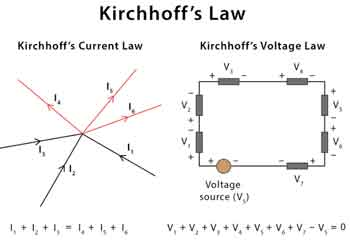 Kirchhoff's Law
Kirchhoff's Current Law
Kirchhoff's Voltage Law
I₄
I₅
I₆
I₃
I₂
I₁
+ V₃ − + V₄ −
− V₂ +
− V₁ +
+ V₅ −
+ V₆ −
− +
− V₇ +
Voltage
source (Vₛ)
I₁ + I₂ + I₃ = I₄ + I₅ + I₆
V₁ + V₂ + V₃ + V₄ + V₅ + V₆ + V₇ − Vₛ = 0